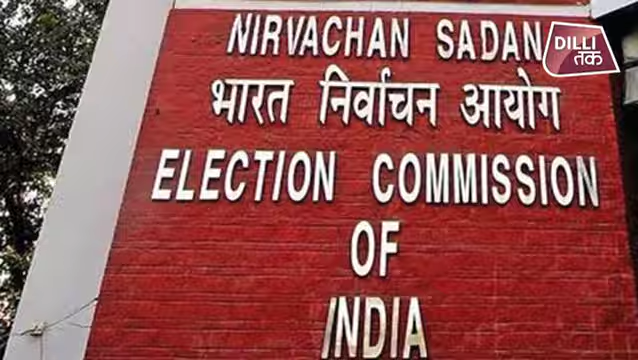 NIRVACHAN SADAN
DILLI
तक
भारत निर्वाचन आयोग
ELECTION COMMISSION
OF
INDIA